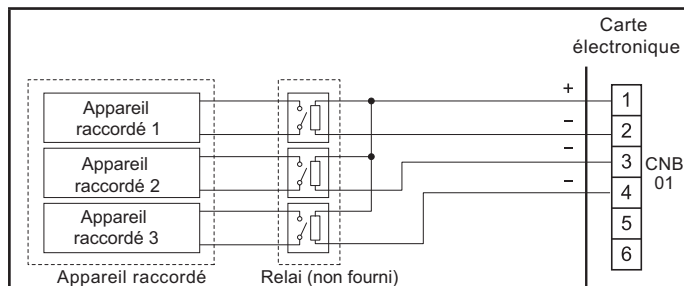 Carte
électronique
Appareil
raccordé 1
Appareil
raccordé 2
Appareil
raccordé 3
+
–
–
–
1
2
3
4
5
6
CNB
01
Appareil raccordé
Relai (non fourni)